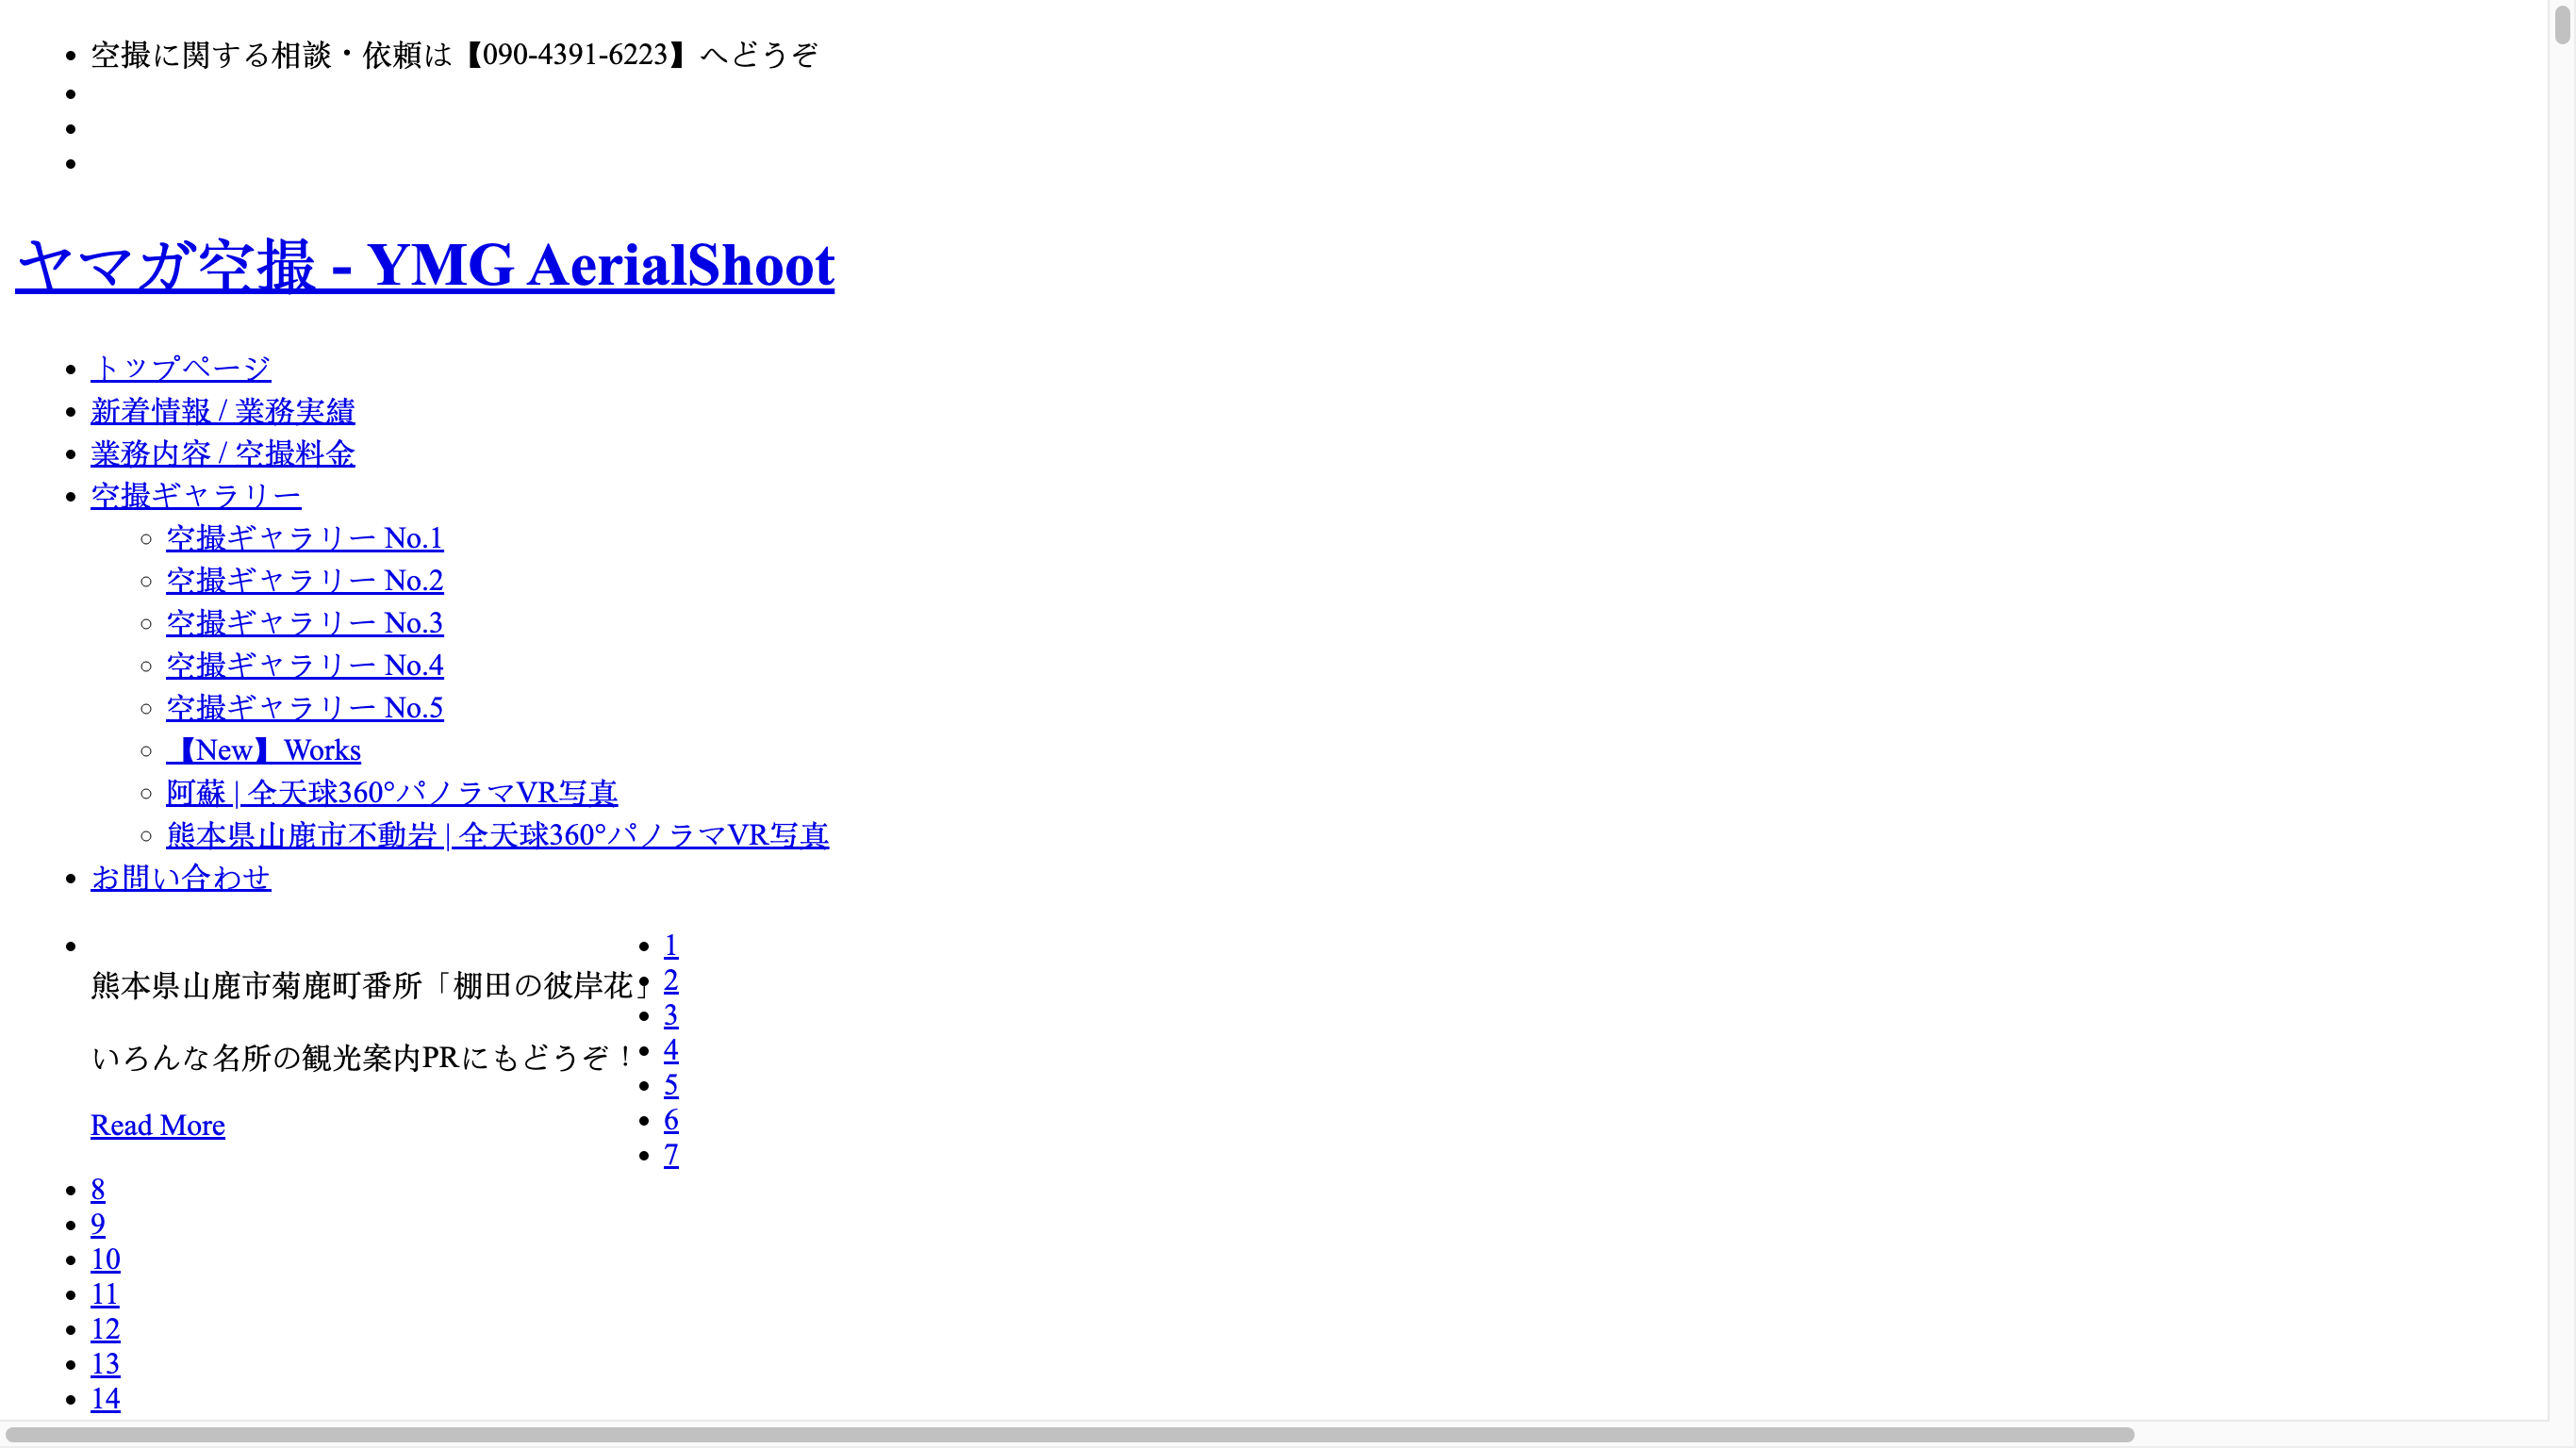 空撮に関する相談・依頼は【090-4391-6223】へどうぞ
ヤマガ空撮 - YMG AerialShoot
トップページ
新着情報 / 業務実績
業務内容 / 空撮料金
空撮ギャラリー
空撮ギャラリー No.1
空撮ギャラリー No.2
空撮ギャラリー No.3
空撮ギャラリー No.4
空撮ギャラリー No.5
【New】Works
阿蘇 | 全天球360°パノラマVR写真
熊本県山鹿市不動岩 | 全天球360°パノラマVR写真
お問い合わせ
熊本県山鹿市菊鹿町番所「棚田の彼岸花」
いろんな名所の観光案内PRにもどうぞ！
Read More
1
2
3
4
5
6
7
8
9
10
11
12
13
14